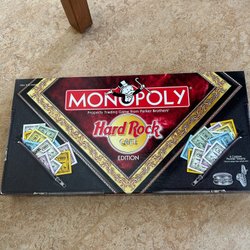 MONOPOLY
Property Trading Game from Parker Brothers
Hard Rock
CAFE
EDITION